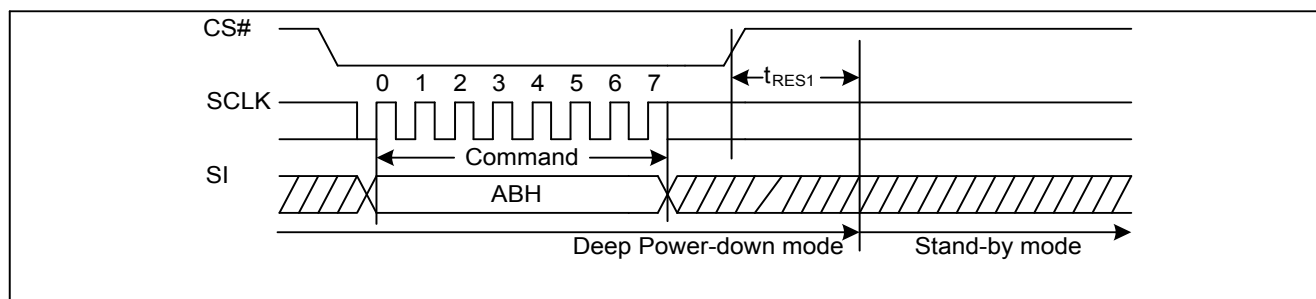 CS#
tRES1
0 1 2 3 4 5 6 7
SCLK
Command
SI
ABH
Deep Power-down mode Stand-by mode